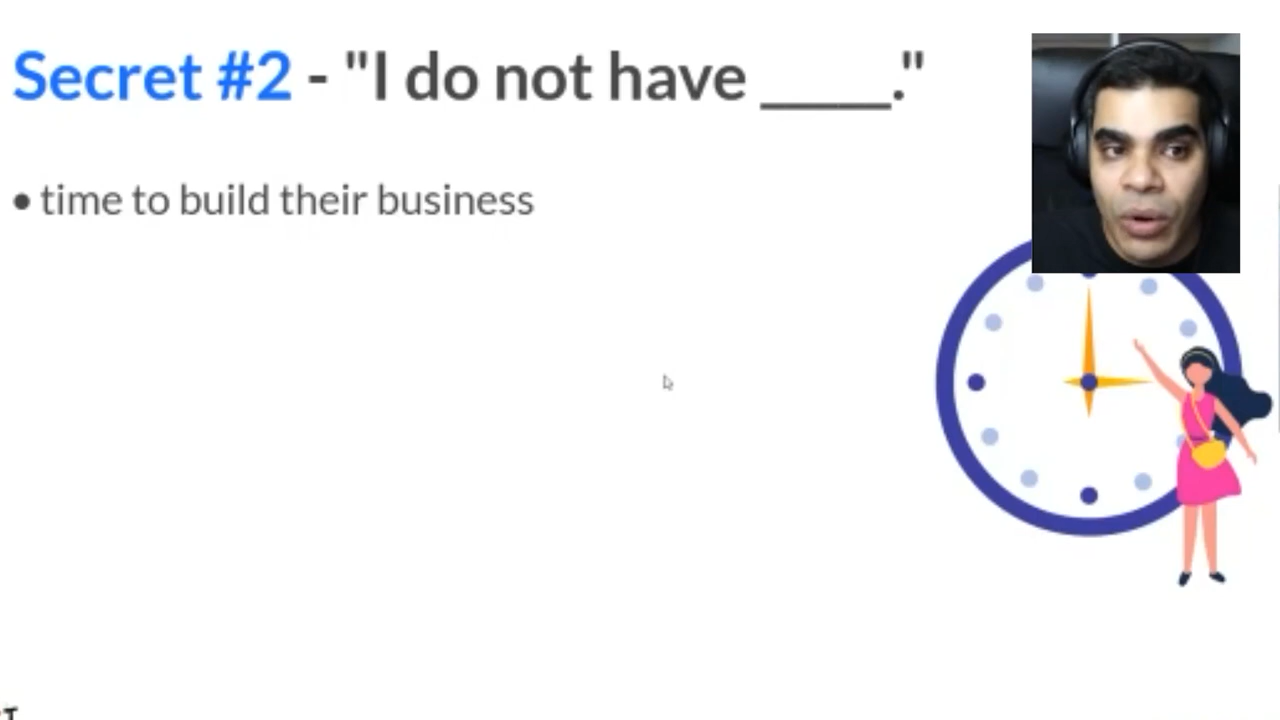 Secret #2 - "I do not have ____."
• time to build their business